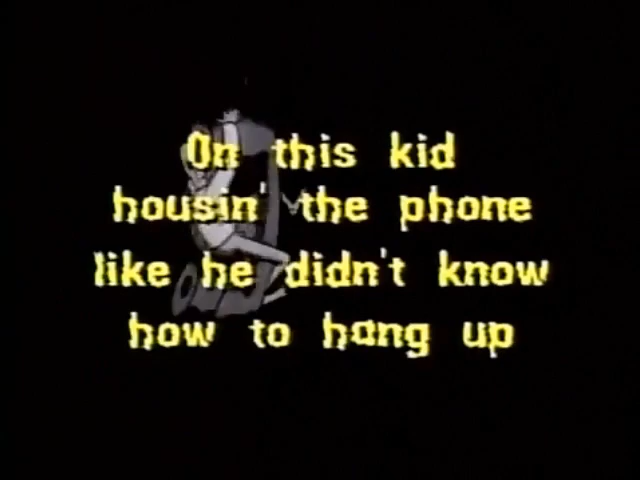 On this kid
housin' the phone
like he didn't know
how to hang up